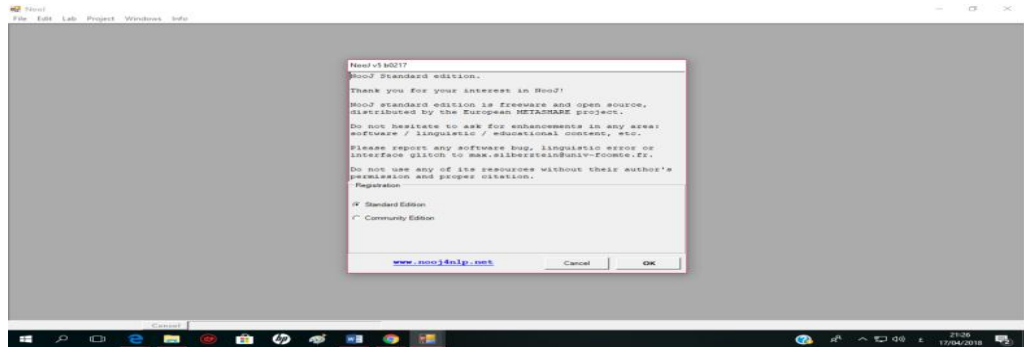 NooJ
File Edit Lab Project Windows Info
NooJ v5 b0217
NooJ Standard edition.
Thank you for your interest in NooJ!
NooJ standard edition is freeware and open source,
distributed by the European METASHARE project.
Do not hesitate to ask for enhancements in any area:
software / linguistic / educational content, etc.
Please report any software bug, linguistic error or
interface glitch to max.silberztein@univ-fcomte.fr.
Do not use any of its resources without their author's
permission and proper citation.
Registration
Standard Edition
Community Edition
www.nooj4nlp.net Cancel OK
Cancel
21:26
17/04/2018